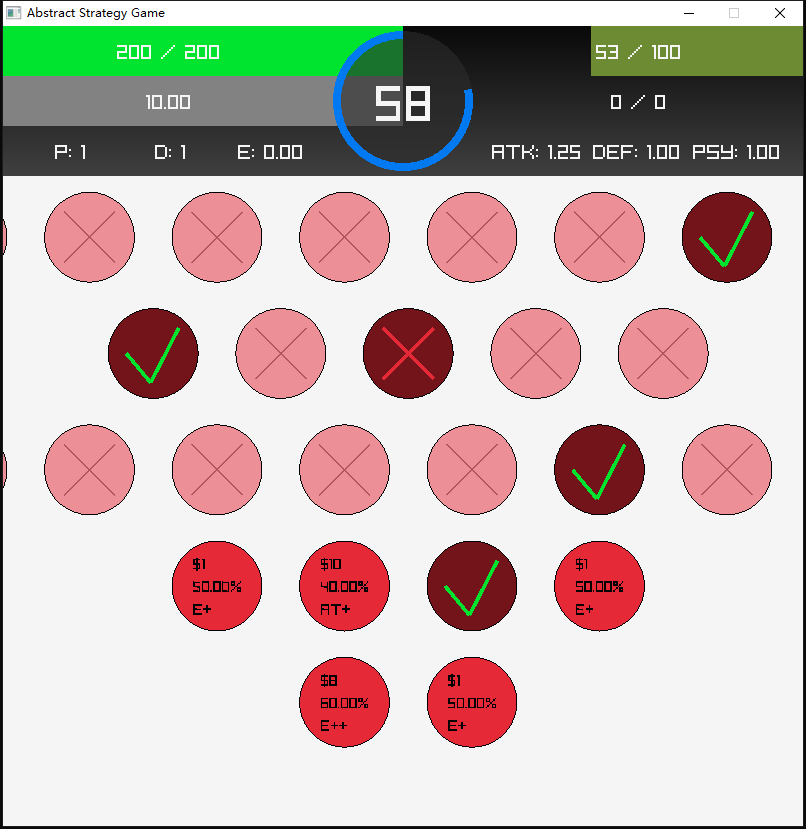 Abstract Strategy Game
200 / 200
53 / 100
58
10.00
0 / 0
P: 1 D: 1 E: 0.00
ATK: 1.25 DEF: 1.00 PSY: 1.00
$1
50.00%
E+
$10
40.00%
AT+
$1
50.00%
E+
$8
60.00%
E++
$1
50.00%
E+